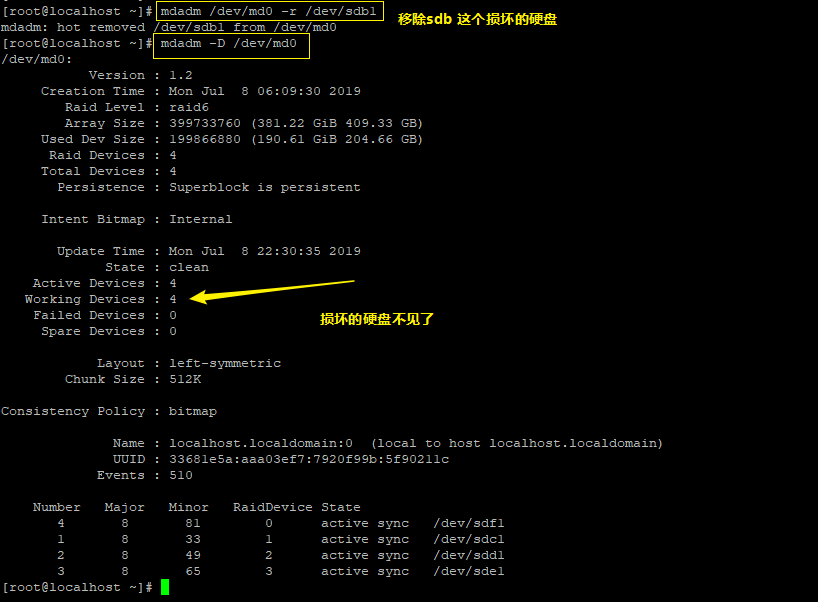 [root@localhost ~]# mdadm /dev/md0 -r /dev/sdb1 移除sdb 这个损坏的硬盘
mdadm: hot removed /dev/sdb1 from /dev/md0
[root@localhost ~]# mdadm -D /dev/md0
/dev/md0:
Version : 1.2
Creation Time : Mon Jul  8 06:09:30 2019
Raid Level : raid6
Array Size : 399733760 (381.22 GiB 409.33 GB)
Used Dev Size : 199866880 (190.61 GiB 204.66 GB)
Raid Devices : 4
Total Devices : 4
Persistence : Superblock is persistent
Intent Bitmap : Internal
Update Time : Mon Jul  8 22:30:35 2019
State : clean
Active Devices : 4
Working Devices : 4
Failed Devices : 0
损坏的硬盘不见了
Spare Devices : 0
Layout : left-symmetric
Chunk Size : 512K
Consistency Policy : bitmap
Name : localhost.localdomain:0  (local to host localhost.localdomain)
UUID : 33681e5a:aaa03ef7:7920f99b:5f90211c
Events : 510
Number   Major   Minor   RaidDevice State
4       8       81        0      active sync   /dev/sdf1
1       8       33        1      active sync   /dev/sdc1
2       8       49        2      active sync   /dev/sdd1
3       8       65        3      active sync   /dev/sde1
[root@localhost ~]#